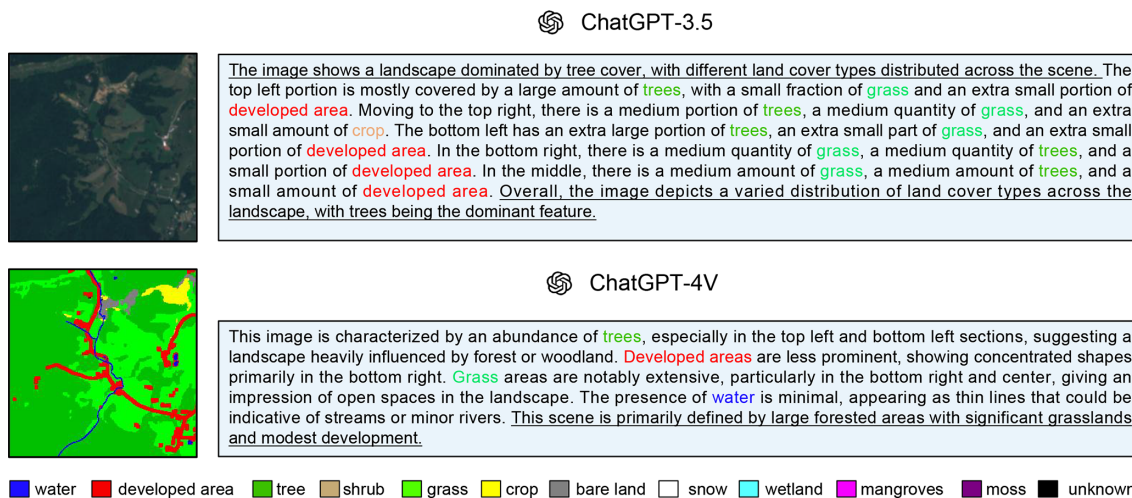 ChatGPT-3.5
The image shows a landscape dominated by tree cover, with different land cover types distributed across the scene. The
top left portion is mostly covered by a large amount of trees, with a small fraction of grass and an extra small portion of
developed area. Moving to the top right, there is a medium portion of trees, a medium quantity of grass, and an extra
small amount of crop. The bottom left has an extra large portion of trees, an extra small part of grass, and an extra small
portion of developed area. In the bottom right, there is a medium quantity of grass, a medium quantity of trees, and a
small portion of developed area. In the middle, there is a medium amount of grass, a medium amount of trees, and a
small amount of developed area. Overall, the image depicts a varied distribution of land cover types across the
landscape, with trees being the dominant feature.
ChatGPT-4V
This image is characterized by an abundance of trees, especially in the top left and bottom left sections, suggesting a
landscape heavily influenced by forest or woodland. Developed areas are less prominent, showing concentrated shapes
primarily in the bottom right. Grass areas are notably extensive, particularly in the bottom right and center, giving an
impression of open spaces in the landscape. The presence of water is minimal, appearing as thin lines that could be
indicative of streams or minor rivers. This scene is primarily defined by large forested areas with significant grasslands
and modest development.
water developed area tree shrub grass crop bare land snow wetland mangroves moss unknown